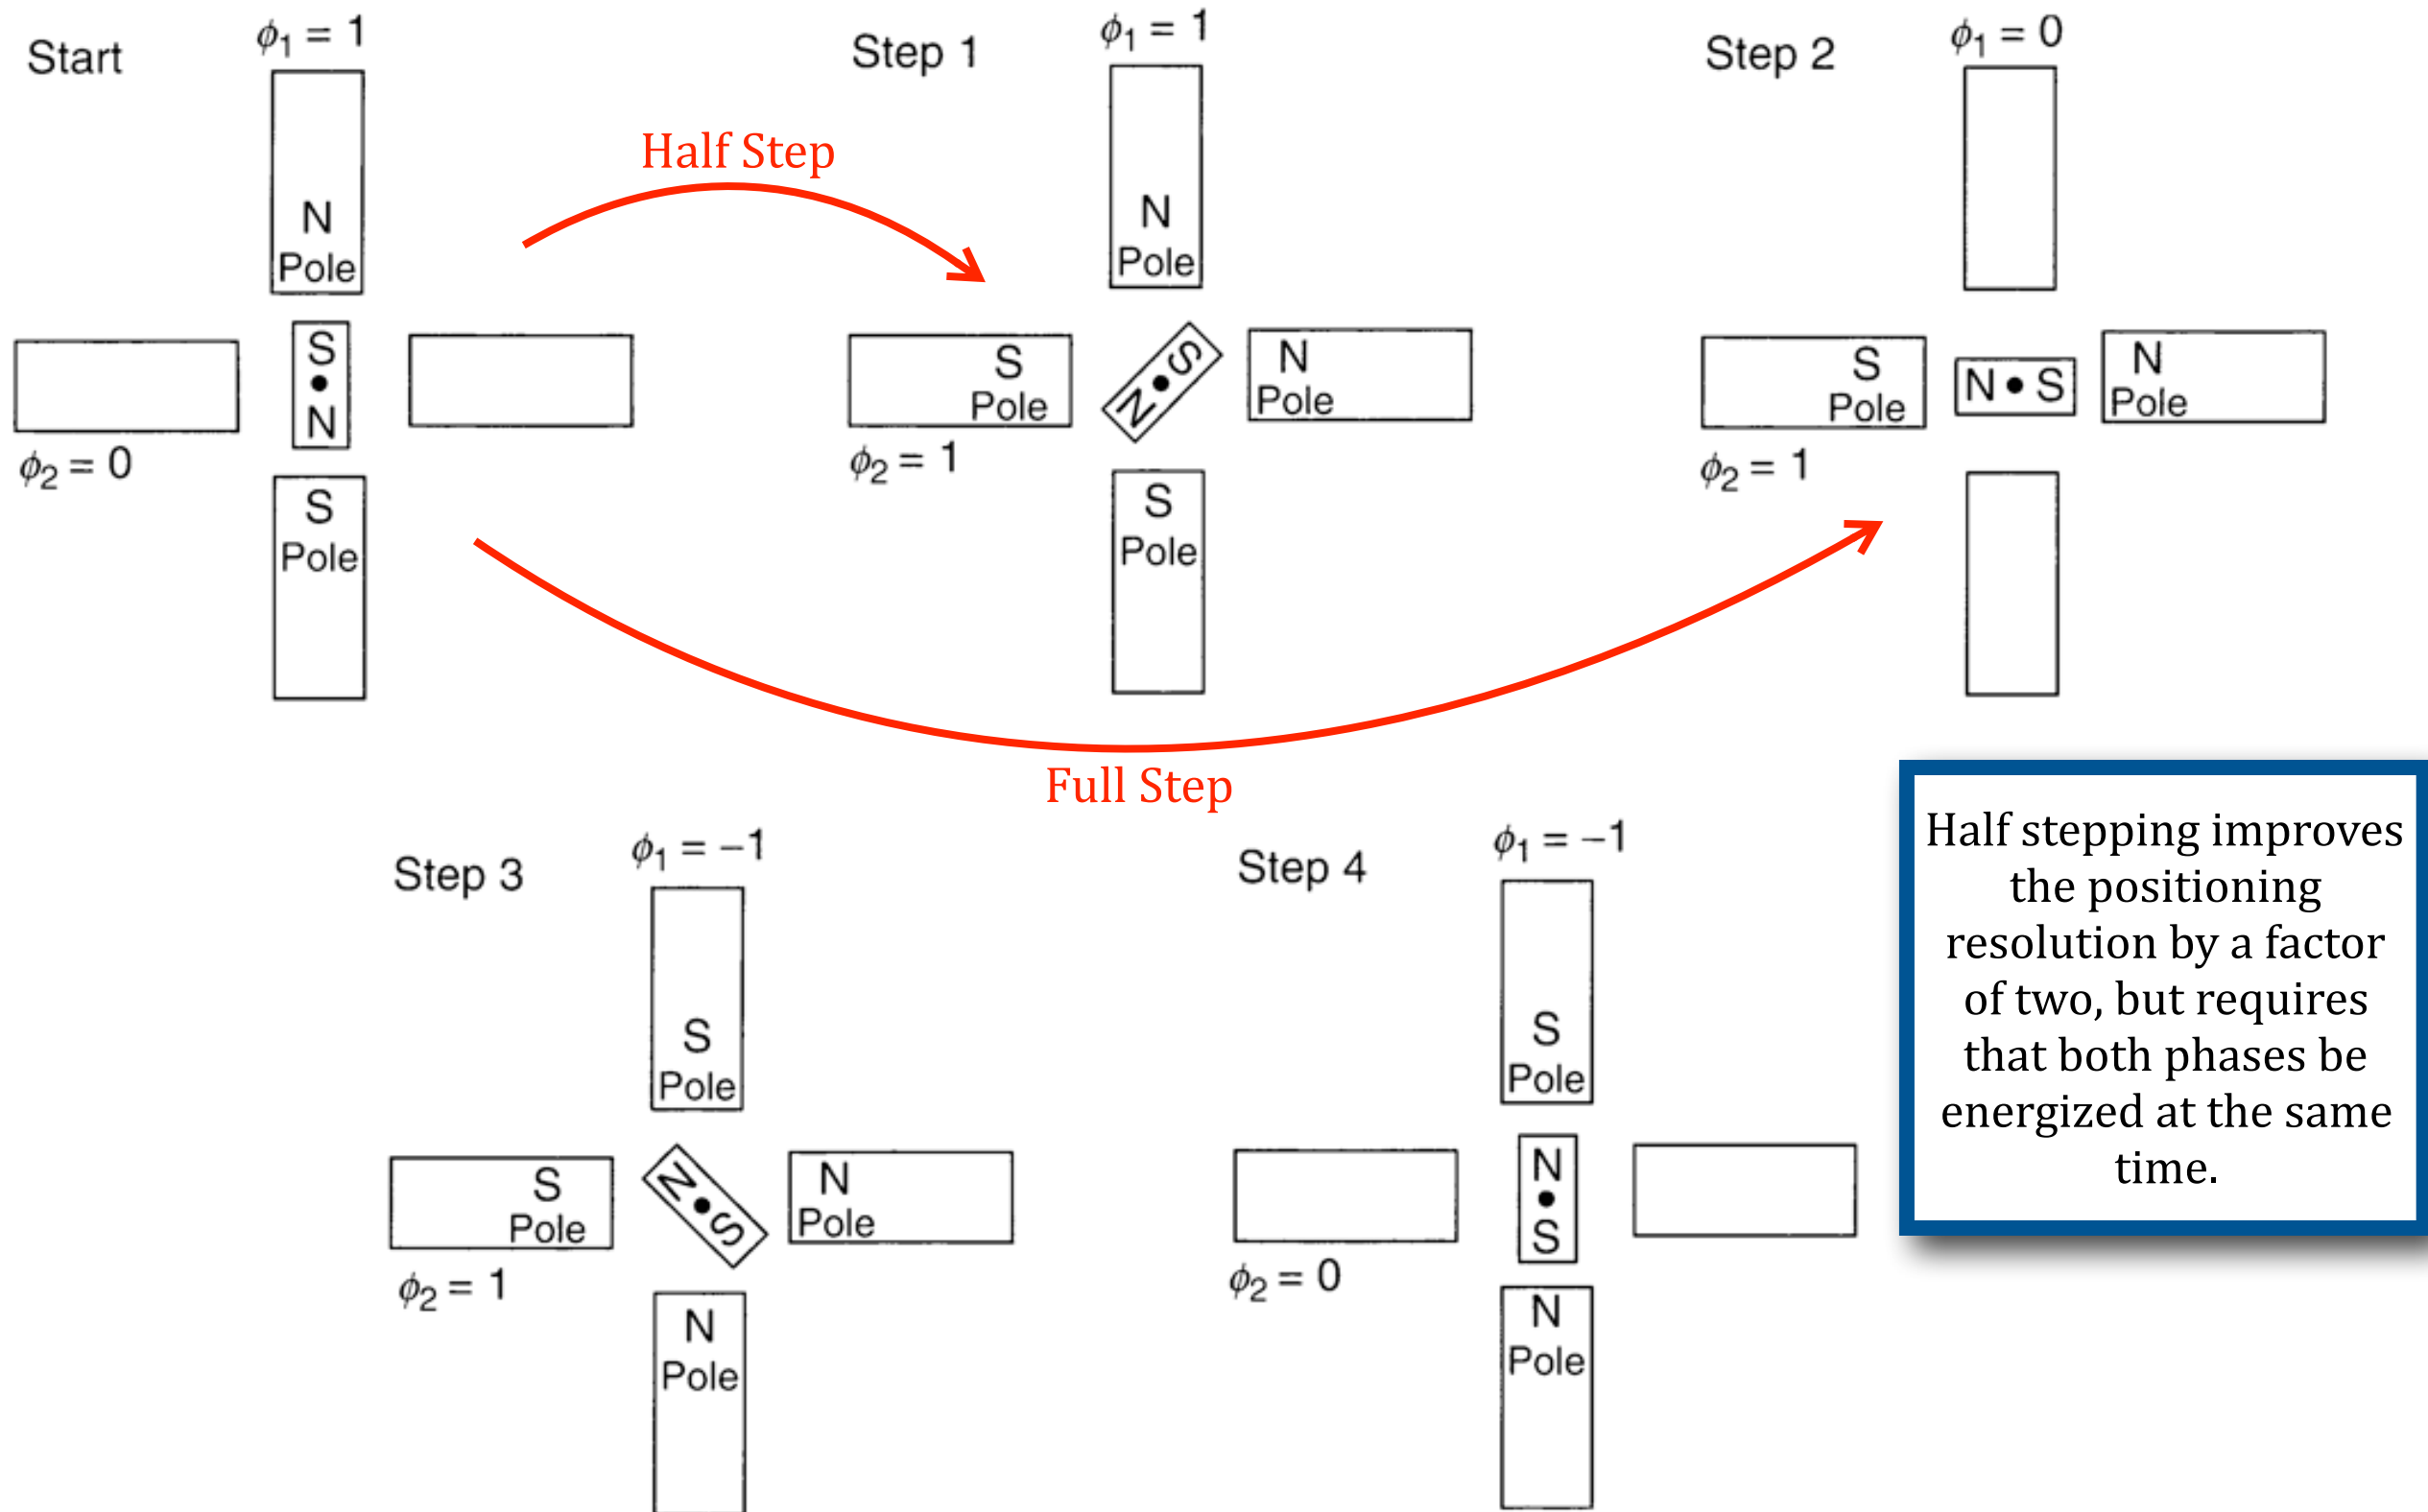 Start
ϕ₁ = 1
N
Pole
S
•
N
ϕ₂ = 0
S
Pole
Half Step
Step 1
ϕ₁ = 1
N
Pole
S
Pole
N • S
N
Pole
ϕ₂ = 1
S
Pole
Step 2
ϕ₁ = 0
S
Pole
N • S
N
Pole
ϕ₂ = 1
Full Step
Step 3
ϕ₁ = −1
S
Pole
S
Pole
N • S
N
Pole
ϕ₂ = 1
N
Pole
Step 4
ϕ₁ = −1
S
Pole
N
•
S
ϕ₂ = 0
N
Pole
Half stepping improves
the positioning
resolution by a factor
of two, but requires
that both phases be
energized at the same
time.